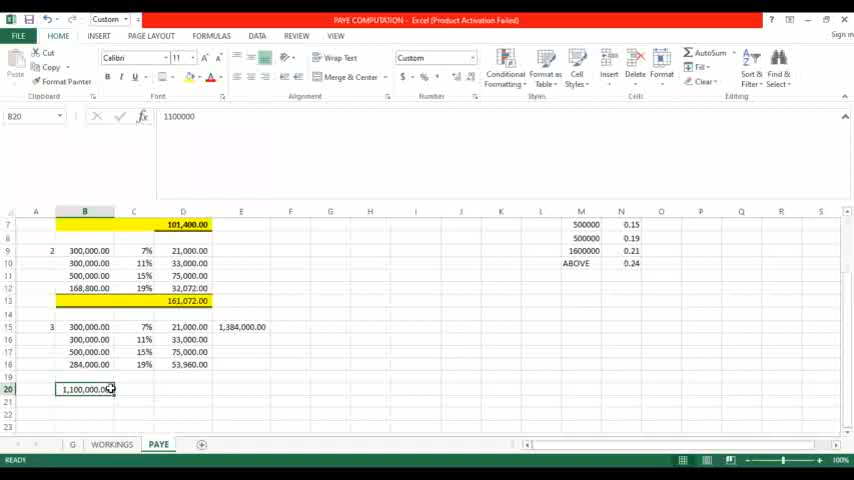 Custom
PAYE COMPUTATION - Excel (Product Activation Failed)
FILE HOME INSERT PAGE LAYOUT FORMULAS DATA REVIEW VIEW Sign in
Paste Cut Copy Format Painter Clipboard
Calibri 11 B I U Font
Wrap Text Merge & Center Alignment
Custom $ % Number
Conditional Formatting Format as Table Cell Styles Styles
Insert Delete Format Cells
AutoSum Fill Clear Sort & Filter Find & Select Editing
B20 fx 1100000
A B C D E F G H I J K L M N O P Q R S
7 101,400.00 500000 0.15
8 500000 0.19
9 2 300,000.00 7% 21,000.00 1600000 0.21
10 300,000.00 11% 33,000.00 ABOVE 0.24
11 500,000.00 15% 75,000.00
12 168,800.00 19% 32,072.00
13 161,072.00
14
15 3 300,000.00 7% 21,000.00 1,384,000.00
16 300,000.00 11% 33,000.00
17 500,000.00 15% 75,000.00
18 284,000.00 19% 53,960.00
19
20 1,100,000.00
21
22
23
G WORKINGS PAYE
READY 100%